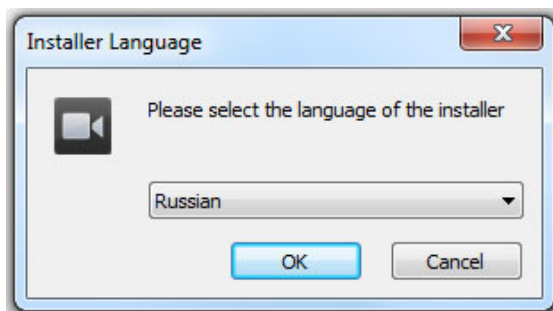 Installer Language
Please select the language of the installer
Russian
OK
Cancel